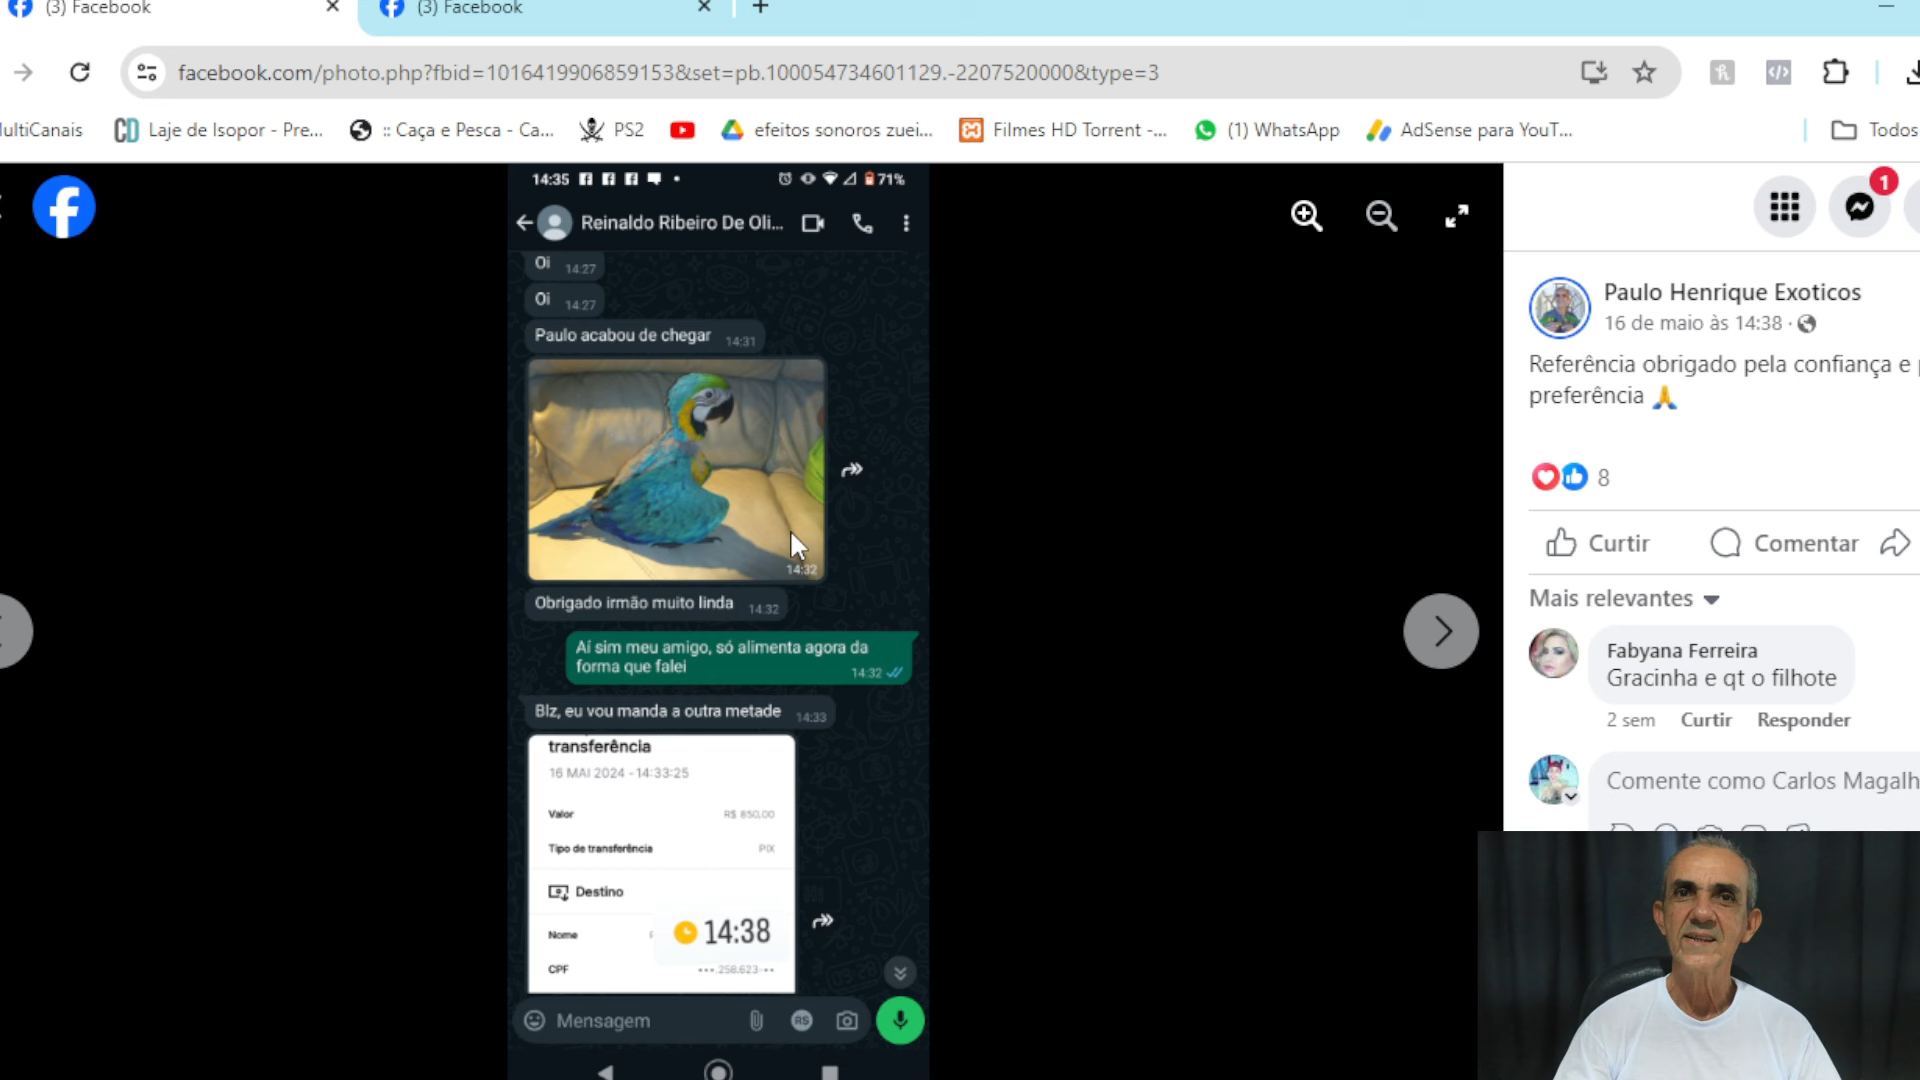 (3) Facebook
(3) Facebook
facebook.com/photo.php?fbid=1016419906859153&set=pb.100054734601129.-2207520000&type=3
ultiCanais
Laje de Isopor - Pre...
:: Caça e Pesca - Ca...
PS2
efeitos sonoros zuei...
Filmes HD Torrent -...
(1) WhatsApp
AdSense para YouT...
Todos
14:35
71%
Reinaldo Ribeiro De Oli...
Oi 14:27
Oi 14:27
Paulo acabou de chegar 14:31
14:32
Obrigado irmão muito linda 14:32
Aí sim meu amigo, só alimenta agora da
forma que falei 14:32
Blz, eu vou manda a outra metade 14:33
transferência
16 MAI 2024 - 14:33:25
Valor R$ 850,00
Tipo de transferência PIX
Destino
Nome
14:38
CPF •••.258.623-••
Mensagem
R$
1
Paulo Henrique Exoticos
16 de maio às 14:38 ·
Referência obrigado pela confiança e p
preferência 🙏
8
Curtir
Comentar
Mais relevantes
Fabyana Ferreira
Gracinha e qt o filhote
2 sem Curtir Responder
Comente como Carlos Magalh